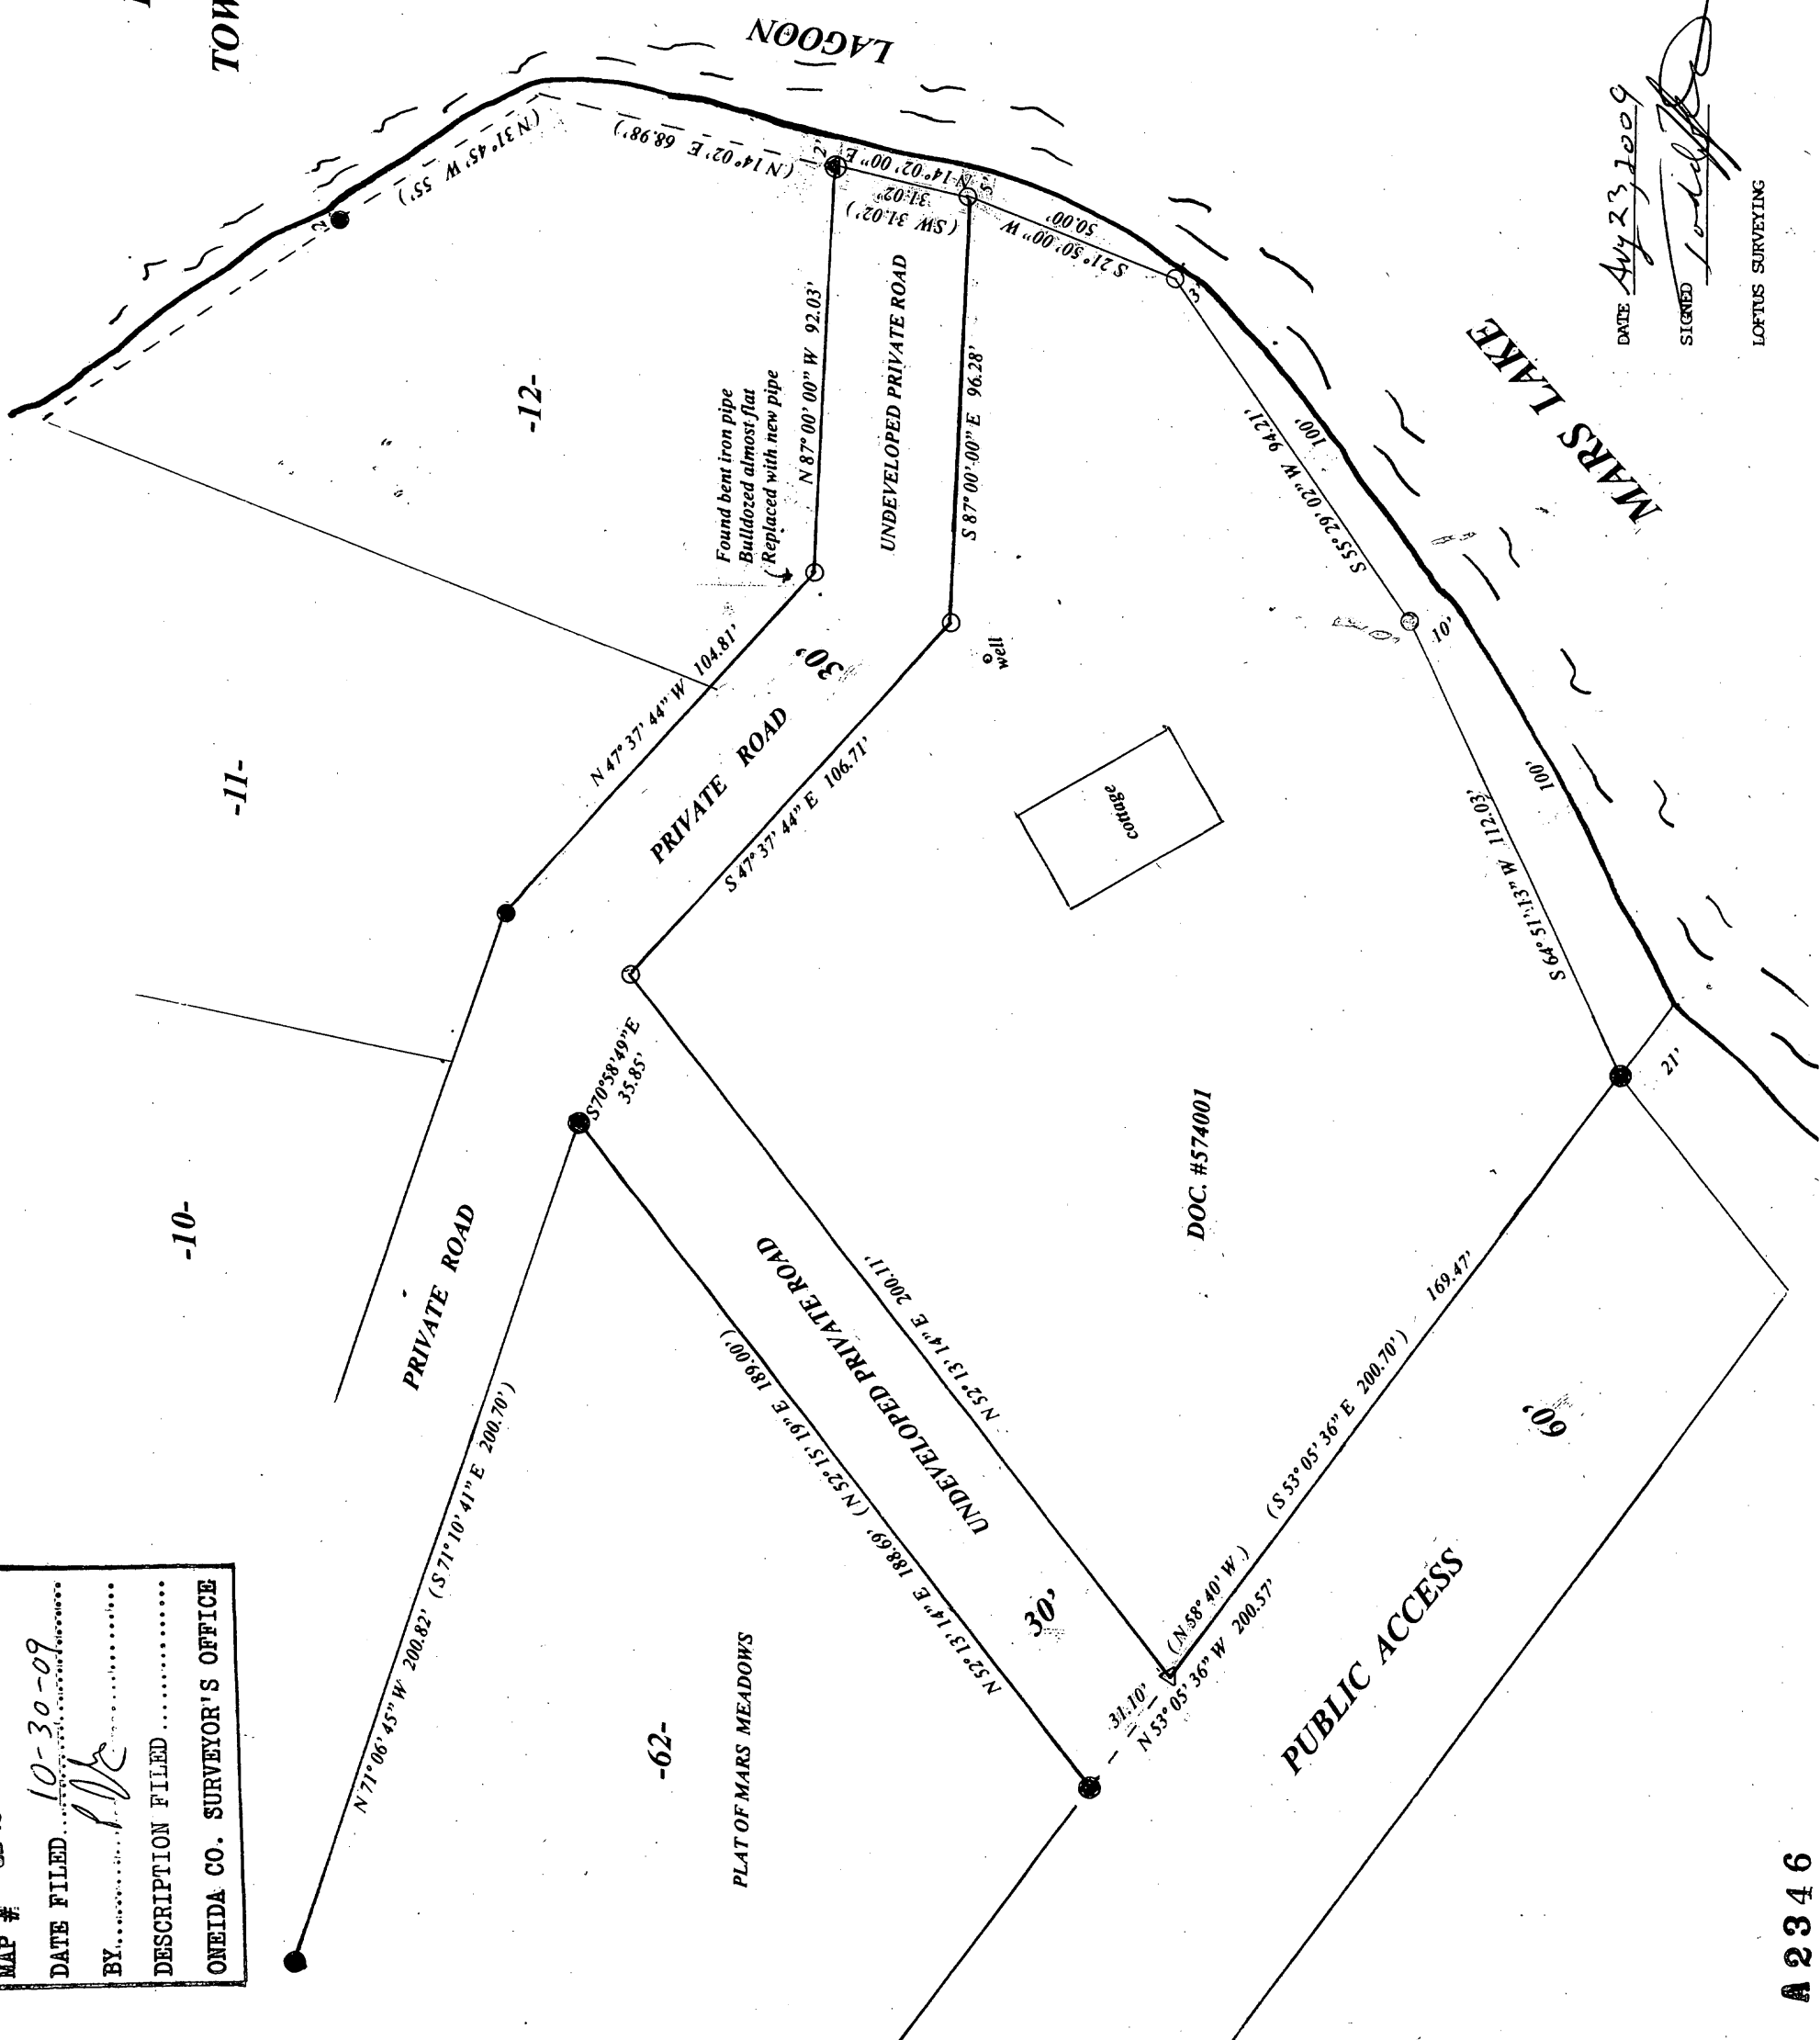 TOW
LAGOON
MAP #
DATE FILED 10-30-09
BY
DESCRIPTION FILED
ONEIDA CO. SURVEYOR'S OFFICE
(N 31° 45' W 55')
2'
(N 14° 02' E 68.98')
2'
N 14° 02' 00" E
31.02'
(SW 31.02')
5'
S 21° 50' 00" W
50.00'
3'
-12-
Found bent iron pipe
Bulldozed almost flat
Replaced with new pipe
N 87° 00' 00" W 92.03'
UNDEVELOPED PRIVATE ROAD
S 87° 00' 00" E 96.28'
S 55° 29' 02" W 94.21'
100'
10'
MARS LAKE
DATE Aug 23, 2009
SIGNED
LOFTUS SURVEYING
-11-
N 47° 37' 44" W 104.81'
30'
PRIVATE ROAD
S 47° 37' 44" E 106.71'
well
cottage
S 64° 51' 13" W 112.03'
100'
21'
-10-
PRIVATE ROAD
S 70° 58' 49" E
35.85'
N 71° 06' 45" W 200.82' (S 71° 10' 41" E 200.70')
N 52° 13' 14" E 188.69' (N 52° 15' 19" E 189.00')
UNDEVELOPED PRIVATE ROAD
N 52° 13' 14" E 200.11'
30'
DOC. #574001
169.47'
(S 53° 05' 36" E 200.70')
(N 58° 40' W)
N 53° 05' 36" W 200.57'
31.10'
60'
PUBLIC ACCESS
-62-
PLAT OF MARS MEADOWS
A 2346